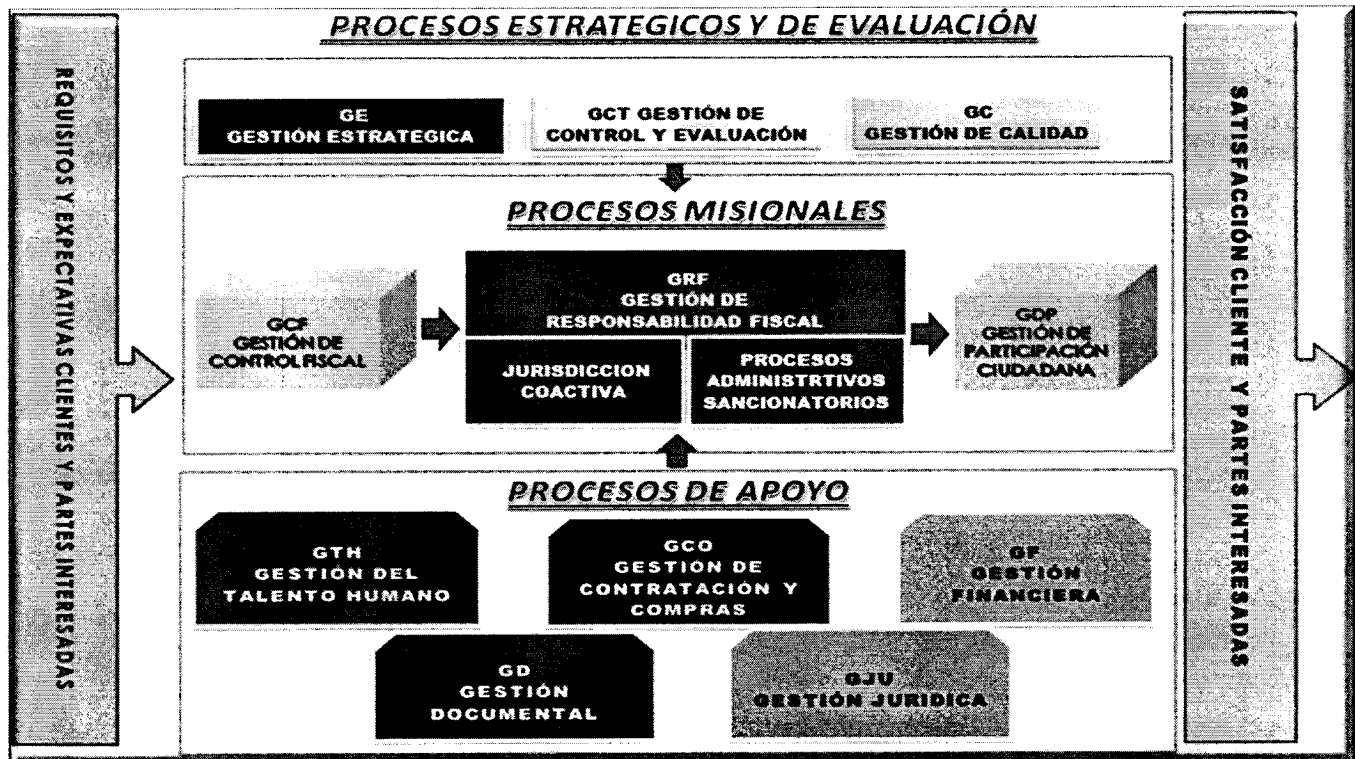 PROCESOS ESTRATEGICOS Y DE EVALUACIÓN
REQUISITOS Y EXPECTATIVAS CLIENTES Y PARTES INTERESADAS
GE
GESTIÓN ESTRATEGICA
GCT GESTIÓN DE
CONTROL Y EVALUACIÓN
GC
GESTIÓN DE CALIDAD
PROCESOS MISIONALES
GCF
GESTIÓN DE
CONTROL FISCAL
GRF
GESTIÓN DE
RESPONSABILIDAD FISCAL
JURISDICCION
COACTIVA
PROCESOS
ADMINISTRTIVOS
SANCIONATORIOS
GDP
GESTIÓN DE
PARTICIPACIÓN
CIUDADANA
PROCESOS DE APOYO
GTH
GESTIÓN DEL
TALENTO HUMANO
GCO
GESTIÓN DE
CONTRATACIÓN Y
COMPRAS
GF
GESTIÓN
FINANCIERA
GD
GESTIÓN
DOCUMENTAL
GJU
GESTIÓN JURIDICA
SATISFACCIÓN CLIENTE Y PARTES INTERESADAS